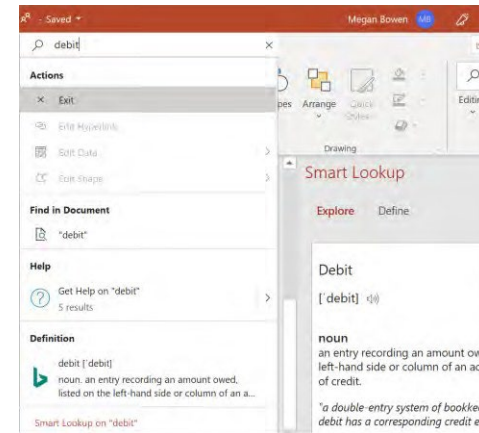 Saved
Megan Bowen MB
debit
Actions
Exit
Edit Hyperlink
Edit Data
Edit Shape
Find in Document
"debit"
Help
Get Help on "debit"
5 results
Definition
debit [ˈdebit]
noun. an entry recording an amount owed,
listed on the left-hand side or column of an a...
Smart Lookup on "debit"
pes Arrange Quick
Styles
Editin
Drawing
Smart Lookup
Explore Define
Debit
[ˈdebit]
noun
an entry recording an amount ow
left-hand side or column of an ac
of credit.
"a double-entry system of bookke
debit has a corresponding credit e